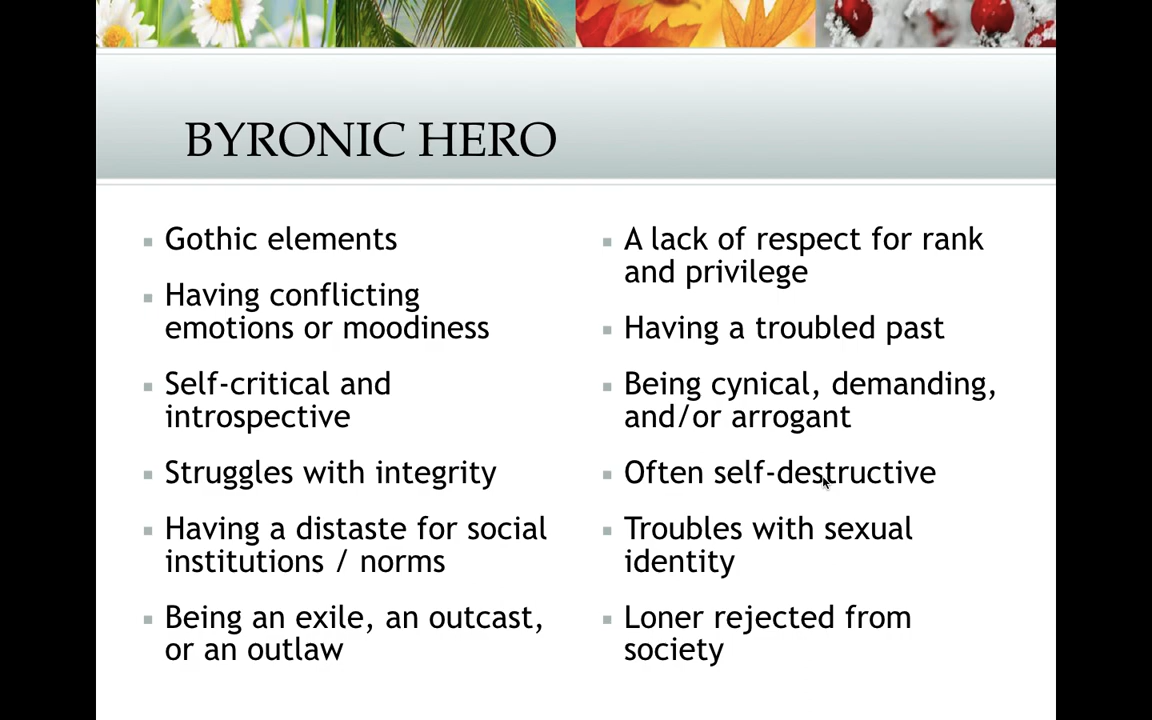 BYRONIC HERO
Gothic elements
Having conflicting
emotions or moodiness
Self-critical and
introspective
Struggles with integrity
Having a distaste for social
institutions / norms
Being an exile, an outcast,
or an outlaw
A lack of respect for rank
and privilege
Having a troubled past
Being cynical, demanding,
and/or arrogant
Often self-destructive
Troubles with sexual
identity
Loner rejected from
society